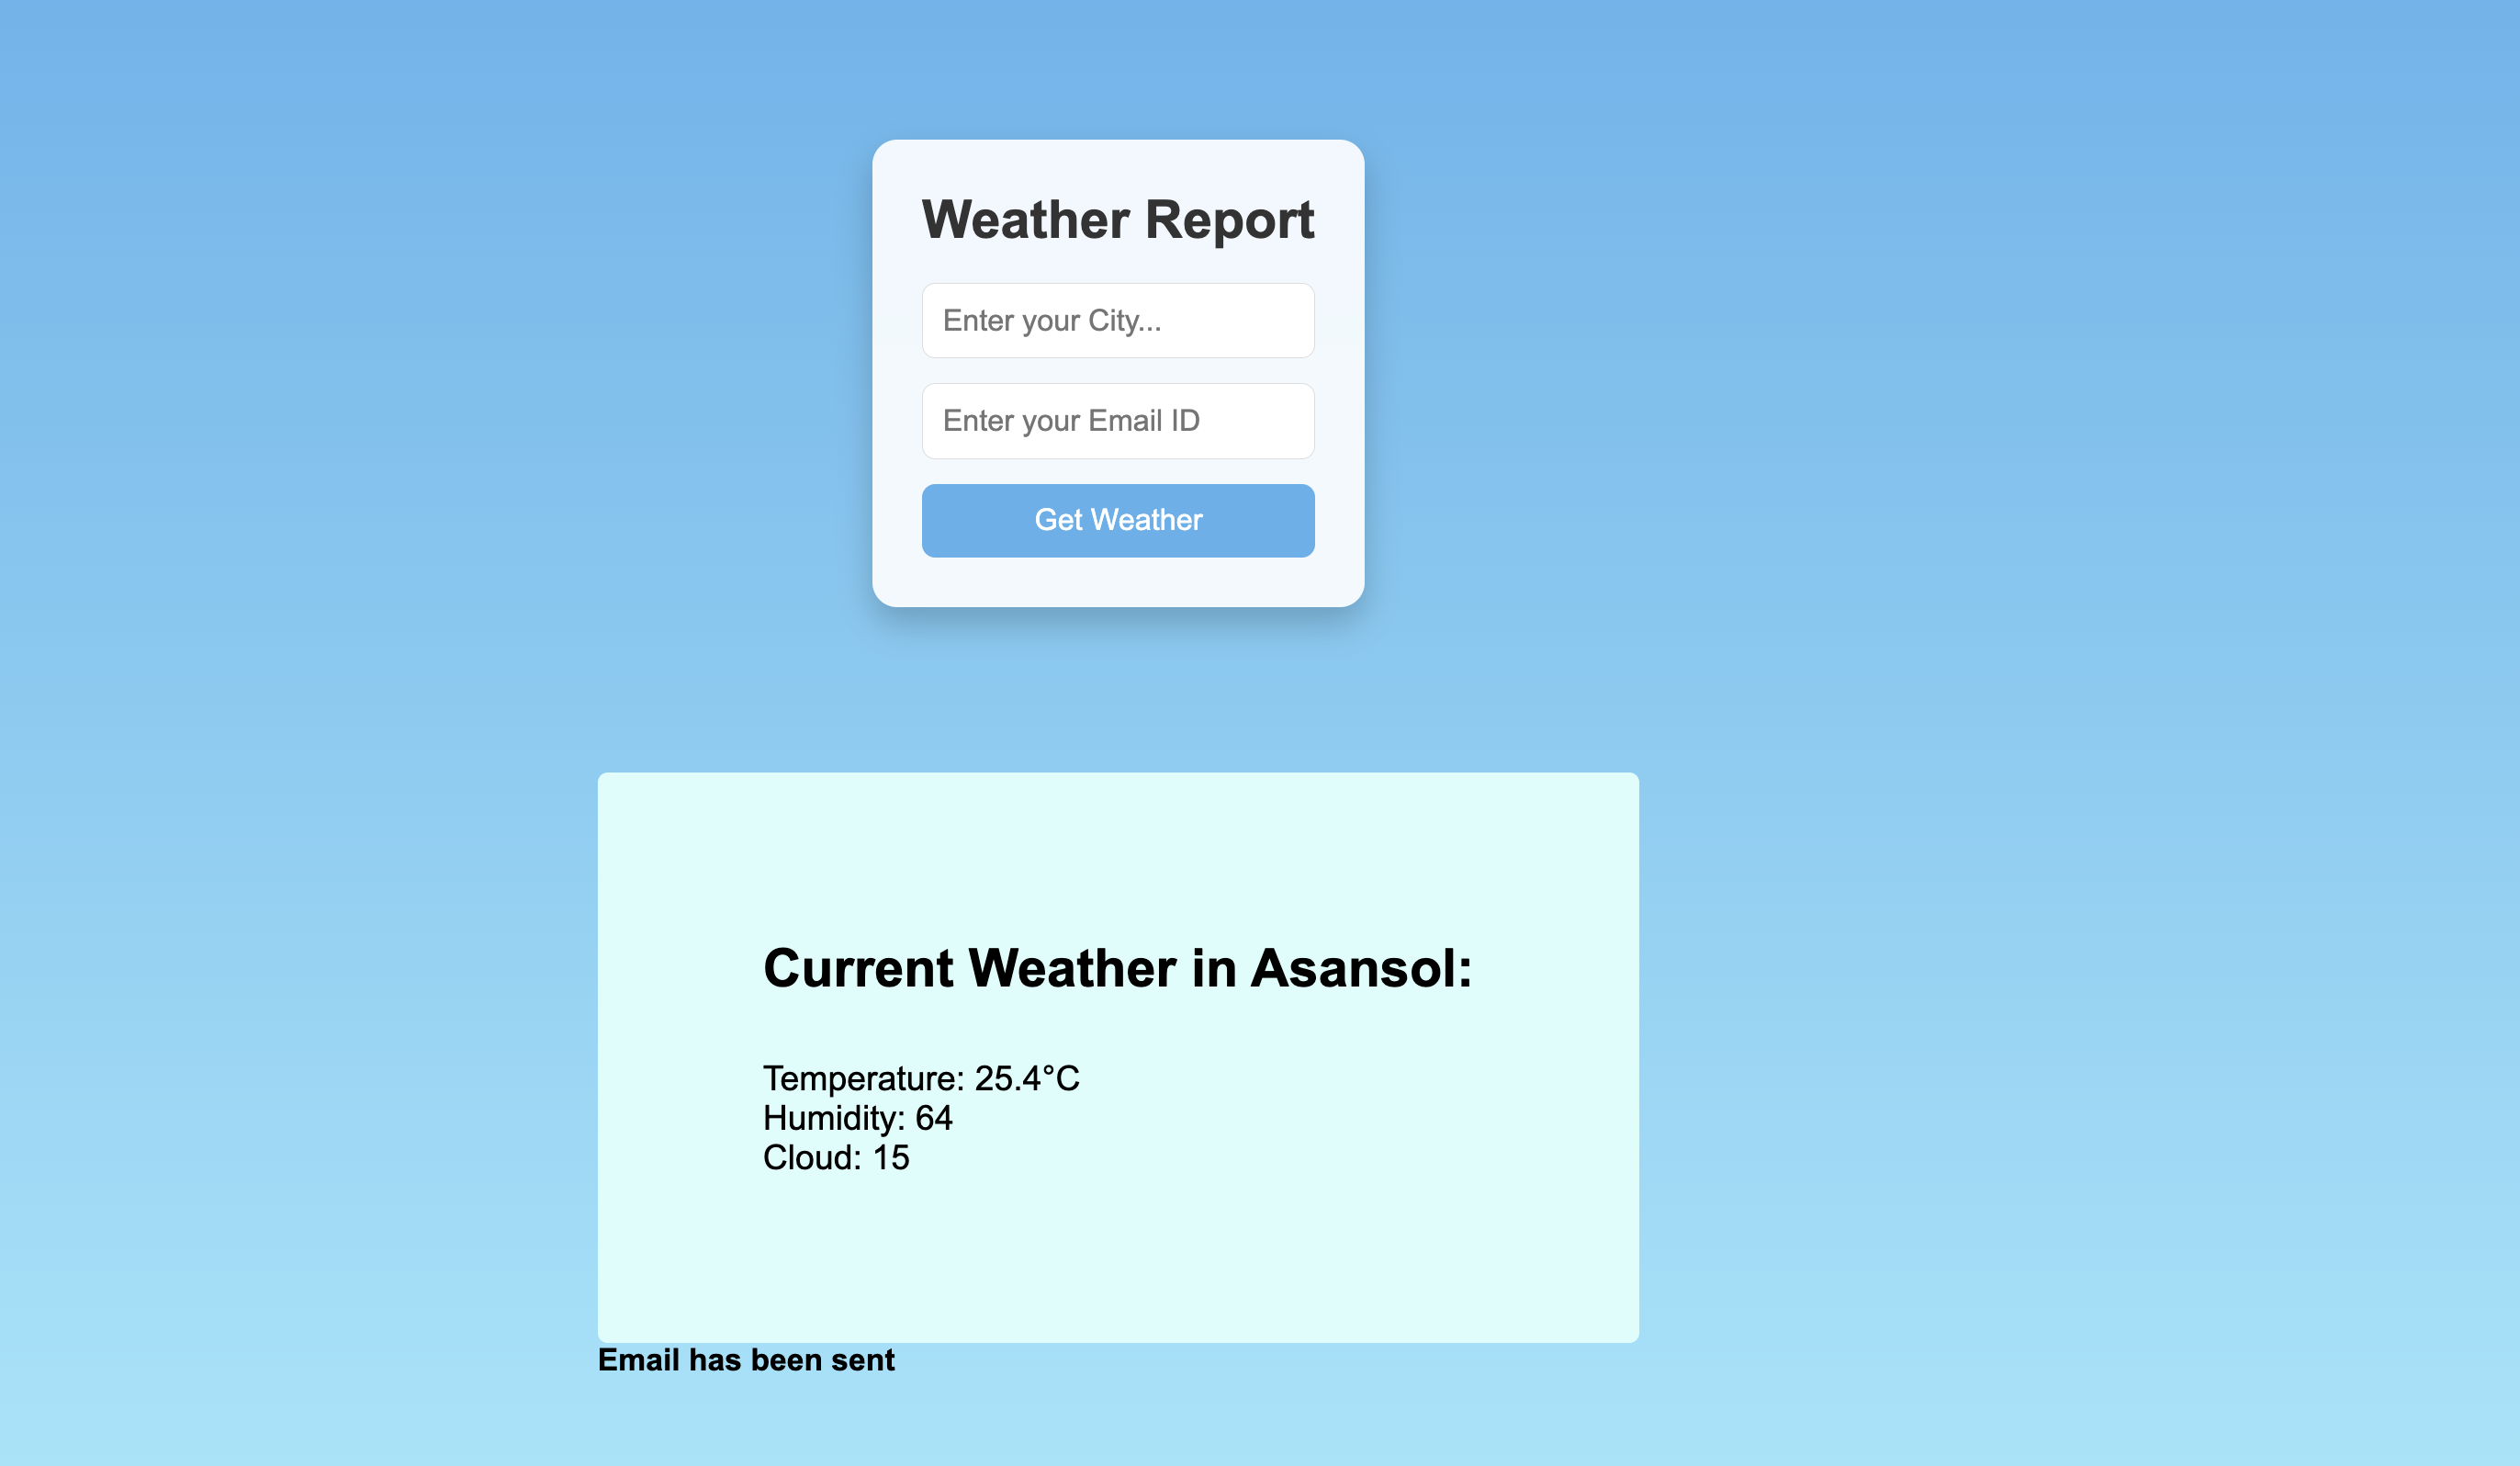 Weather Report
Enter your City...
Enter your Email ID
Get Weather
Current Weather in Asansol:
Temperature: 25.4°C
Humidity: 64
Cloud: 15
Email has been sent